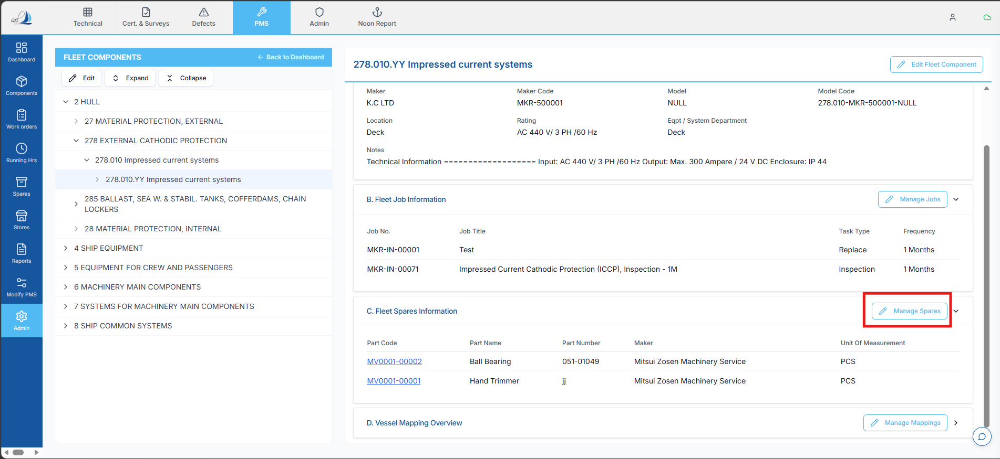 sail
Technical
Cert. & Surveys
Defects
PMS
Admin
Noon Report
Dashboard
Components
Work orders
Running Hrs
Spares
Stores
Reports
Modify PMS
Admin
FLEET COMPONENTS
Back to Dashboard
Edit
Expand
Collapse
2 HULL
27 MATERIAL PROTECTION, EXTERNAL
278 EXTERNAL CATHODIC PROTECTION
278.010 Impressed current systems
278.010.YY Impressed current systems
285 BALLAST, SEA W. & STABIL. TANKS, COFFERDAMS, CHAIN
LOCKERS
28 MATERIAL PROTECTION, INTERNAL
4 SHIP EQUIPMENT
5 EQUIPMENT FOR CREW AND PASSENGERS
6 MACHINERY MAIN COMPONENTS
7 SYSTEMS FOR MACHINERY MAIN COMPONENTS
8 SHIP COMMON SYSTEMS
278.010.YY Impressed current systems
Edit Fleet Component
Maker Maker Code Model Model Code
K.C LTD MKR-500001 NULL 278.010-MKR-500001-NULL
Location Rating Eqpt / System Department
Deck AC 440 V/ 3 PH /60 Hz Deck
Notes
Technical Information =================== Input: AC 440 V/ 3 PH /60 Hz Output: Max. 300 Ampere / 24 V DC Enclosure: IP 44
B. Fleet Job Information Manage Jobs
Job No. Job Title Task Type Frequency
MKR-IN-00001 Test Replace 1 Months
MKR-IN-00071 Impressed Current Cathodic Protection (ICCP), Inspection - 1M Inspection 1 Months
C. Fleet Spares Information Manage Spares
Part Code Part Name Part Number Maker Unit Of Measurement
MV0001-00002 Ball Bearing 051-01049 Mitsui Zosen Machinery Service PCS
MV0001-00001 Hand Trimmer jj Mitsui Zosen Machinery Service PCS
D. Vessel Mapping Overview Manage Mappings